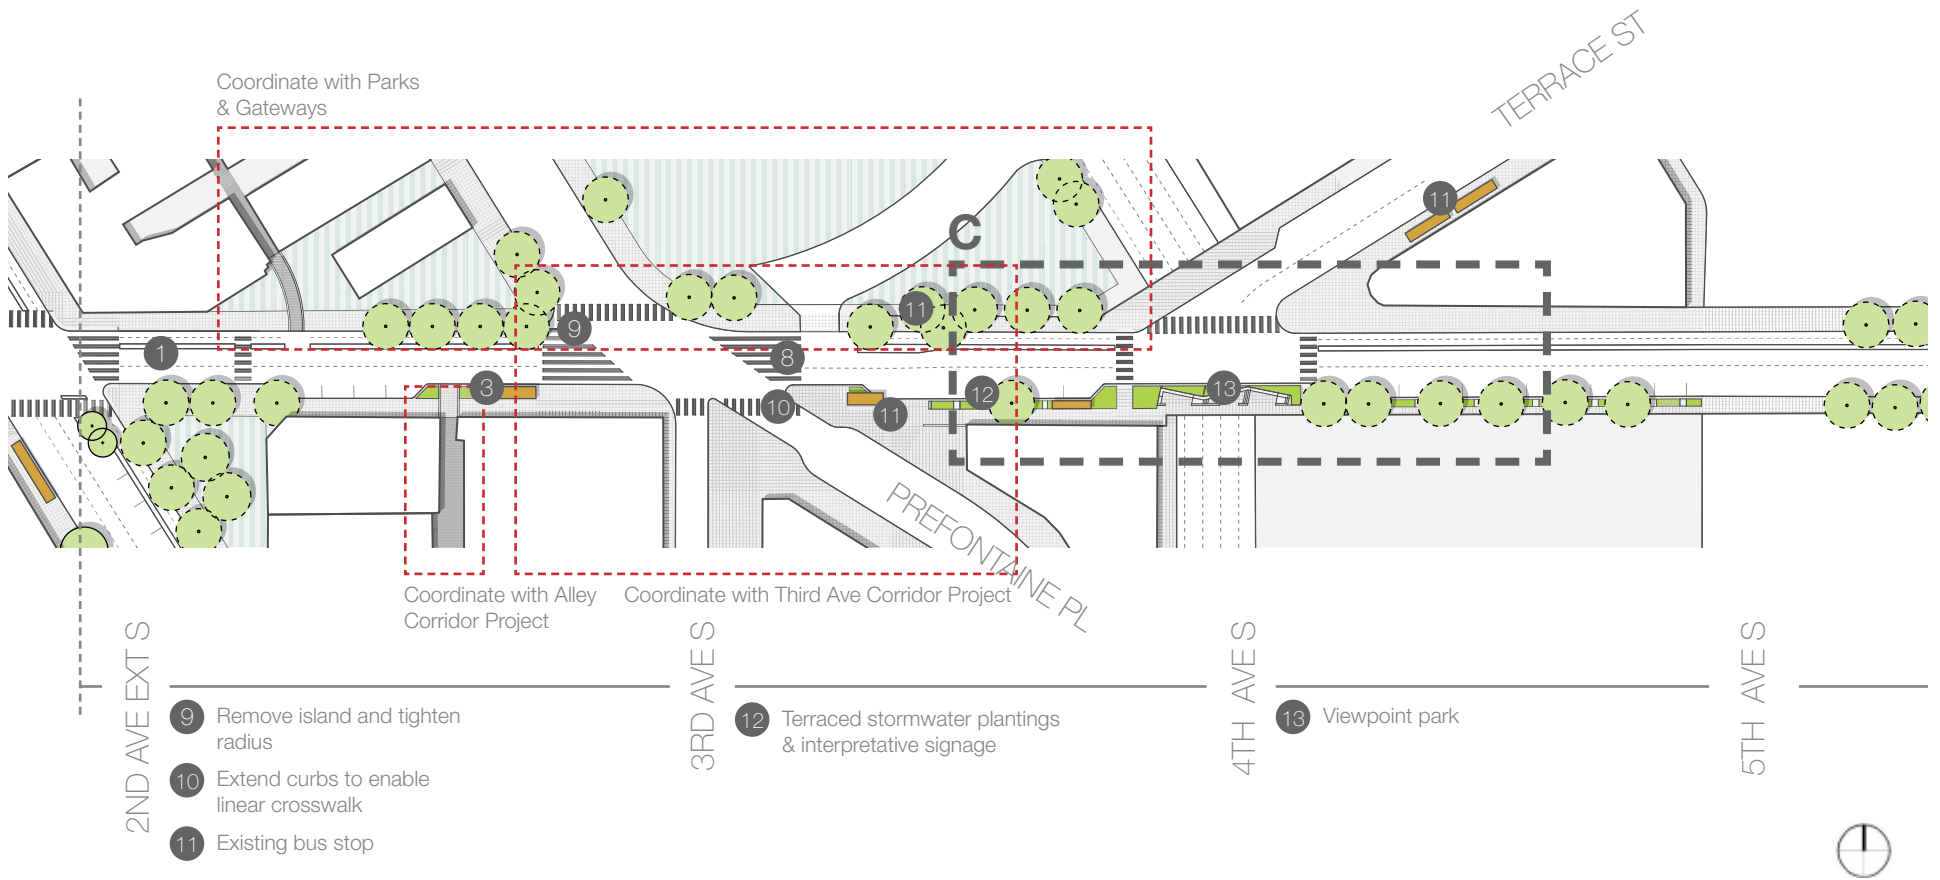 Coordinate with Parks
& Gateways
TERRACE ST
C
11
11
9
1
8
3
12
13
10
11
PREFONTAINE PL
Coordinate with Alley
Corridor Project
Coordinate with Third Ave Corridor Project
2ND AVE EXT S
3RD AVE S
4TH AVE S
5TH AVE S
9 Remove island and tighten
radius
10 Extend curbs to enable
linear crosswalk
11 Existing bus stop
12 Terraced stormwater plantings
& interpretative signage
13 Viewpoint park